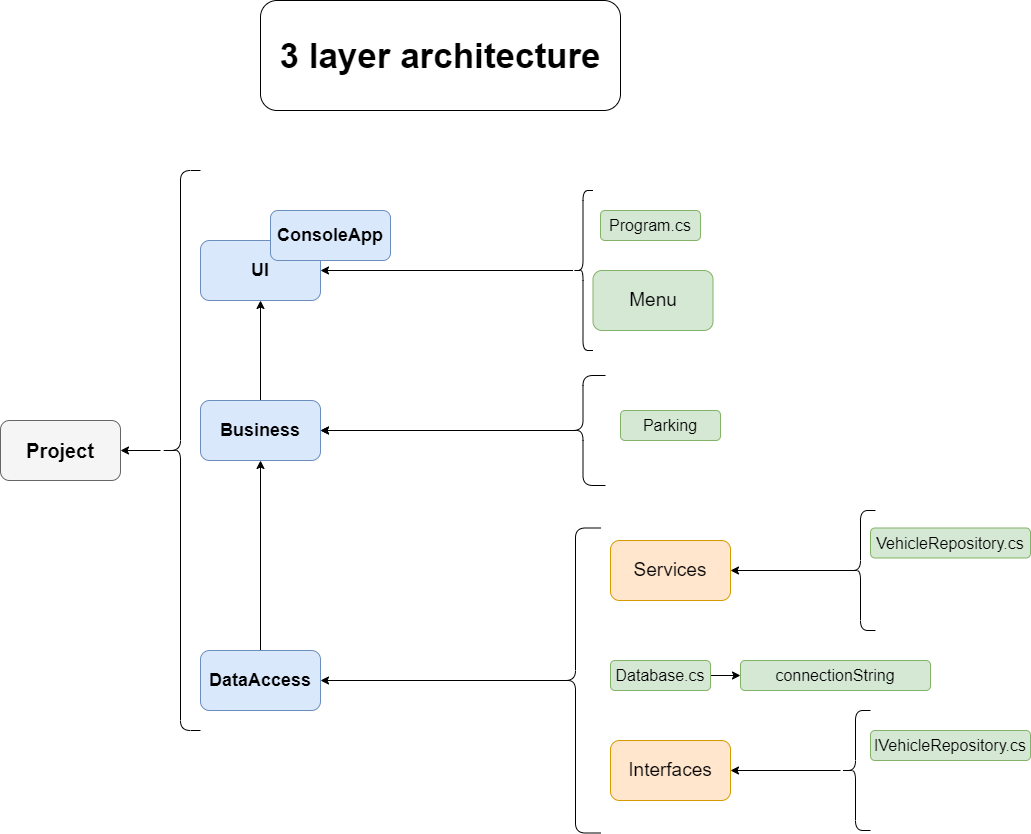 3 layer architecture
ConsoleApp
UI
Program.cs
Menu
Project
Business
Parking
DataAccess
Services
VehicleRepository.cs
Database.cs
connectionString
Interfaces
IVehicleRepository.cs